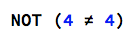 NOT (4 ≠ 4)